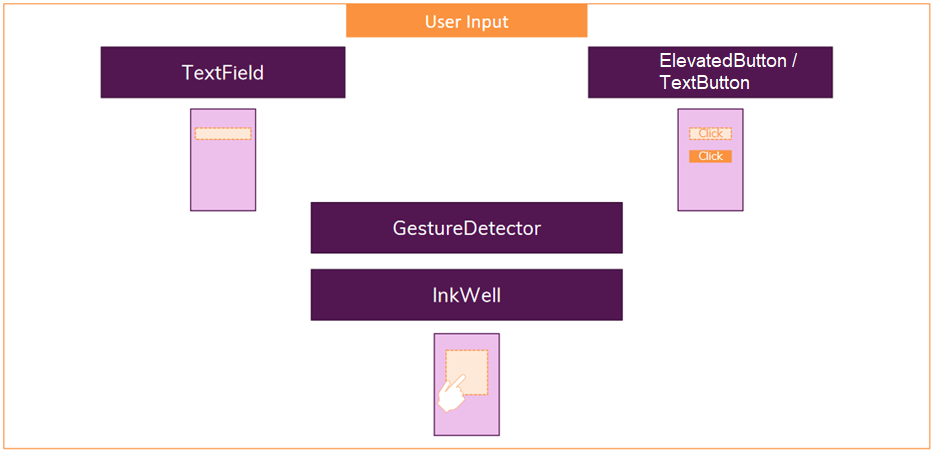 User Input
TextField
ElevatedButton /
TextButton
Click
Click
GestureDetector
InkWell